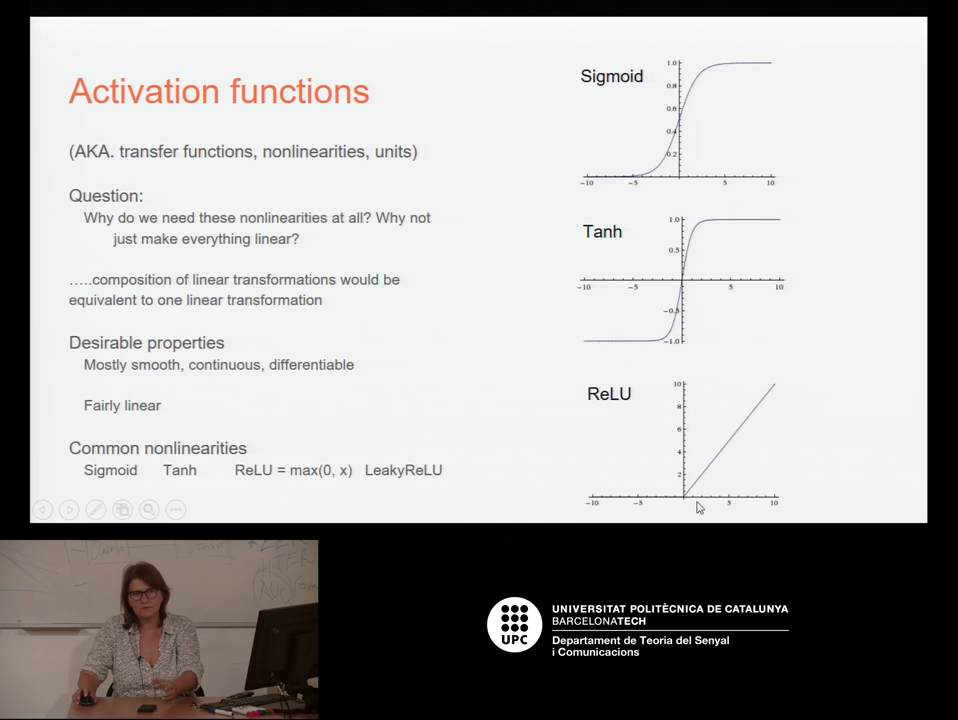 Activation functions
(AKA. transfer functions, nonlinearities, units)
Question:
Why do we need these nonlinearities at all? Why not
just make everything linear?
…..composition of linear transformations would be
equivalent to one linear transformation
Desirable properties
Mostly smooth, continuous, differentiable
Fairly linear
Common nonlinearities
Sigmoid Tanh ReLU = max(0, x) LeakyReLU
Sigmoid
1.0
0.8
0.6
0.4
0.2
−10 −5 5 10
Tanh
1.0
0.5
−10 −5 5 10
−0.5
−1.0
ReLU
10
8
6
4
2
−10 −5 5 10
UPC
UNIVERSITAT POLITÈCNICA DE CATALUNYA
BARCELONATECH
Departament de Teoria del Senyal
i Comunicacions